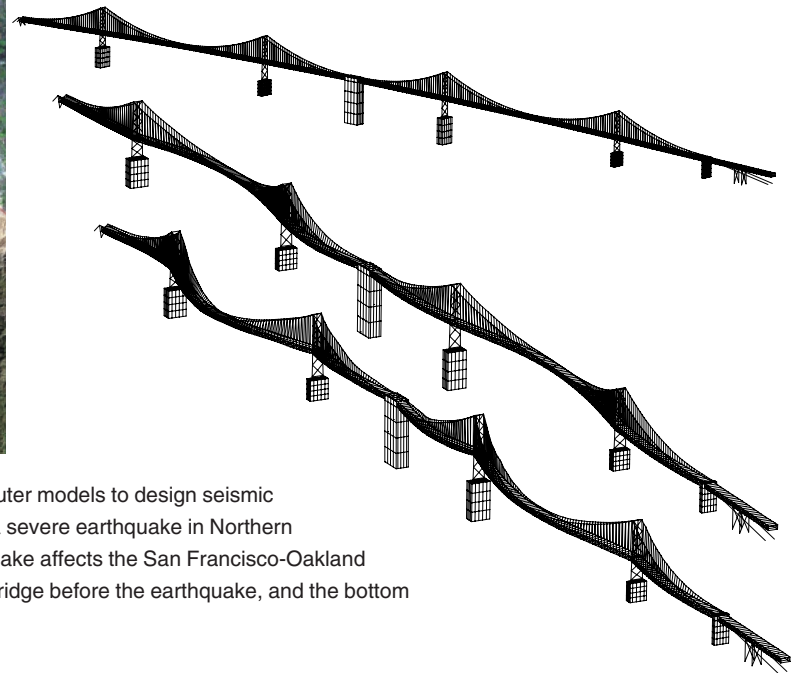 uter models to design seismic
severe earthquake in Northern
ake affects the San Francisco-Oakland
ridge before the earthquake, and the bottom